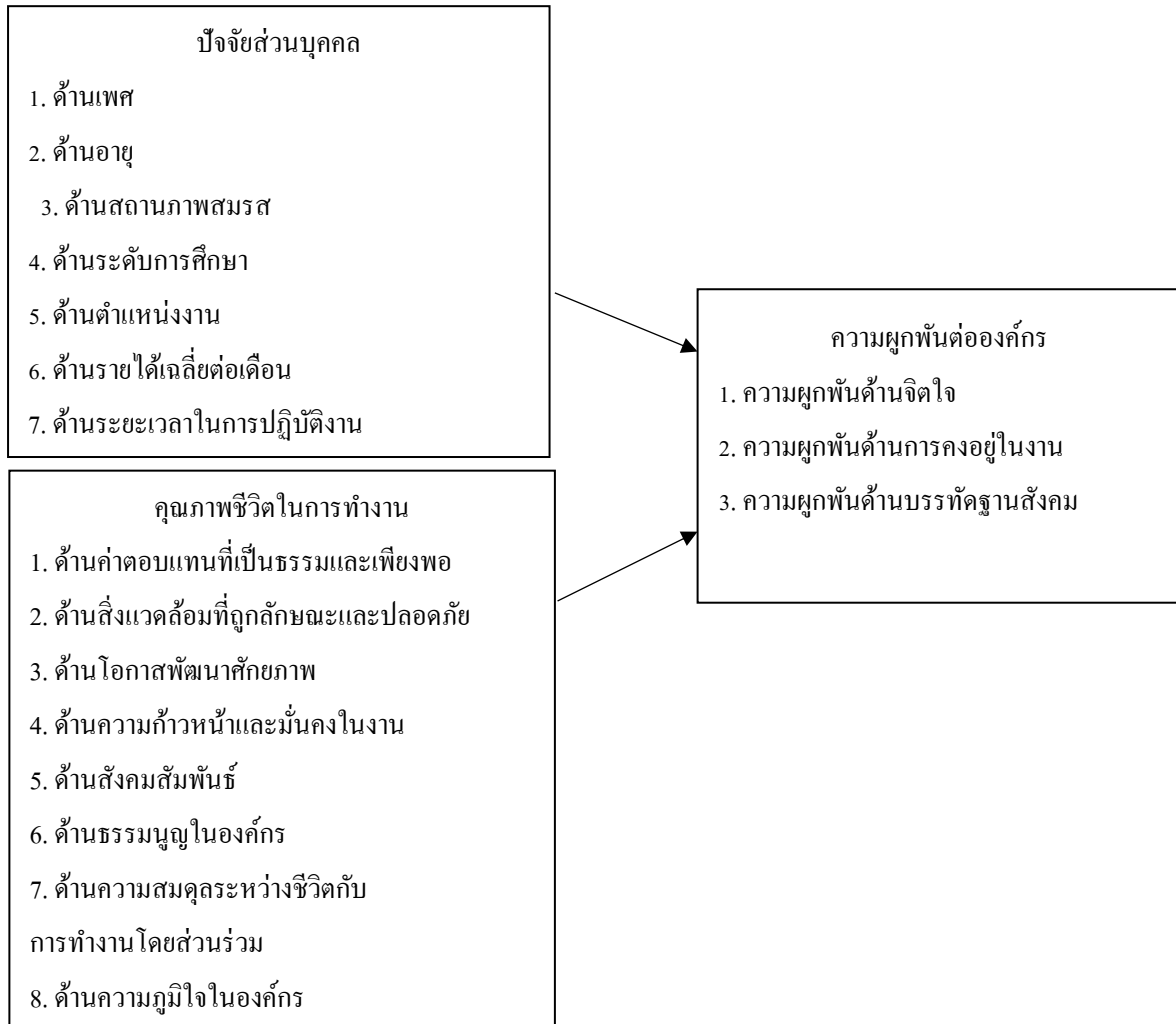 ปัจจัยส่วนบุคคล
1. ด้านเพศ
2. ด้านอายุ
3. ด้านสถานภาพสมรส
4. ด้านระดับการศึกษา
5. ด้านตำแหน่งงาน
6. ด้านรายได้เฉลี่ยต่อเดือน
7. ด้านระยะเวลาในการปฏิบัติงาน
คุณภาพชีวิตในการทำงาน
1. ด้านค่าตอบแทนที่เป็นธรรมและเพียงพอ
2. ด้านสิ่งแวดล้อมที่ถูกลักษณะและปลอดภัย
3. ด้านโอกาสพัฒนาศักยภาพ
4. ด้านความก้าวหน้าและมั่นคงในงาน
5. ด้านสังคมสัมพันธ์
6. ด้านธรรมนูญในองค์กร
7. ด้านความสมดุลระหว่างชีวิตกับ
การทำงานโดยส่วนร่วม
8. ด้านความภูมิใจในองค์กร
ความผูกพันต่อองค์กร
1. ความผูกพันด้านจิตใจ
2. ความผูกพันด้านการคงอยู่ในงาน
3. ความผูกพันด้านบรรทัดฐานสังคม